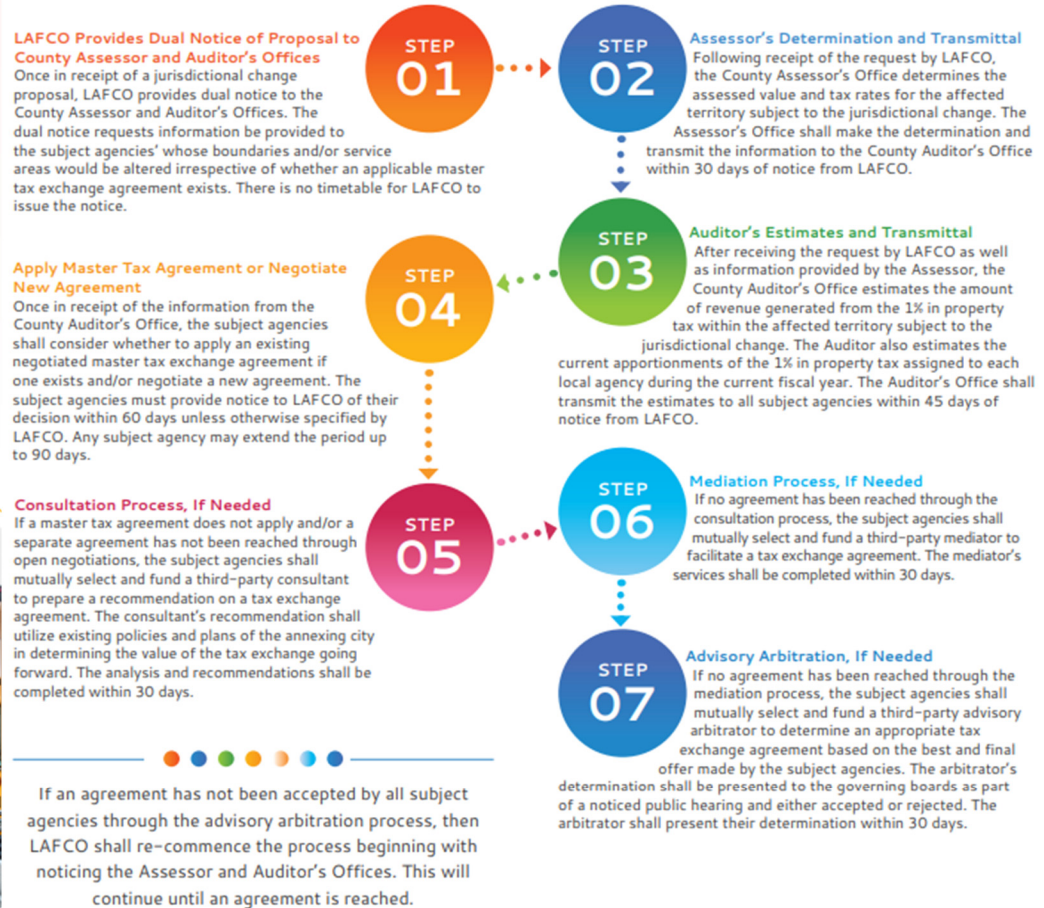 LAFCO Provides Dual Notice of Proposal to
County Assessor and Auditor's Offices
Once in receipt of a jurisdictional change
proposal, LAFCO provides dual notice to the
County Assessor and Auditor's Offices. The
dual notice requests information be provided to
the subject agencies' whose boundaries and/or service
areas would be altered irrespective of whether an applicable master
tax exchange agreement exists. There is no timetable for LAFCO to
issue the notice.
STEP
01
STEP
02
Assessor's Determination and Transmittal
Following receipt of the request by LAFCO,
the County Assessor's Office determines the
assessed value and tax rates for the affected
territory subject to the jurisdictional change. The
Assessor's Office shall make the determination and
transmit the information to the County Auditor's Office
within 30 days of notice from LAFCO.
STEP
03
Auditor's Estimates and Transmittal
After receiving the request by LAFCO as well
as information provided by the Assessor, the
County Auditor's Office estimates the amount
of revenue generated from the 1% in property
tax within the affected territory subject to the
jurisdictional change. The Auditor also estimates the
current apportionments of the 1% in property tax assigned to each
local agency during the current fiscal year. The Auditor's Office shall
transmit the estimates to all subject agencies within 45 days of
notice from LAFCO.
Apply Master Tax Agreement or Negotiate
New Agreement
Once in receipt of the information from the
County Auditor's Office, the subject agencies
shall consider whether to apply an existing
negotiated master tax exchange agreement if
one exists and/or negotiate a new agreement. The
subject agencies must provide notice to LAFCO of their
decision within 60 days unless otherwise specified by
LAFCO. Any subject agency may extend the period up
to 90 days.
STEP
04
Consultation Process, If Needed
If a master tax agreement does not apply and/or a
separate agreement has not been reached through
open negotiations, the subject agencies shall
mutually select and fund a third-party consultant
to prepare a recommendation on a tax exchange
agreement. The consultant's recommendation shall
utilize existing policies and plans of the annexing city
in determining the value of the tax exchange going
forward. The analysis and recommendations shall be
completed within 30 days.
STEP
05
STEP
06
Mediation Process, If Needed
If no agreement has been reached through the
consultation process, the subject agencies shall
mutually select and fund a third-party mediator to
facilitate a tax exchange agreement. The mediator's
services shall be completed within 30 days.
STEP
07
Advisory Arbitration, If Needed
If no agreement has been reached through the
mediation process, the subject agencies shall
mutually select and fund a third-party advisory
arbitrator to determine an appropriate tax
exchange agreement based on the best and final
offer made by the subject agencies. The arbitrator's
determination shall be presented to the governing boards as part
of a noticed public hearing and either accepted or rejected. The
arbitrator shall present their determination within 30 days.
If an agreement has not been accepted by all subject
agencies through the advisory arbitration process, then
LAFCO shall re-commence the process beginning with
noticing the Assessor and Auditor's Offices. This will
continue until an agreement is reached.